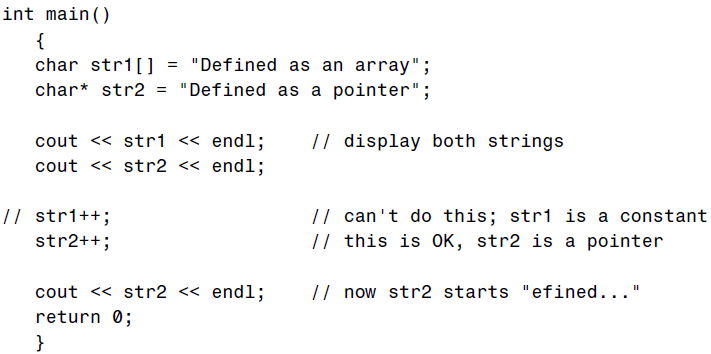 int main()
{
char str1[] = "Defined as an array";
char* str2 = "Defined as a pointer";
cout << str1 << endl; // display both strings
cout << str2 << endl;
// str1++; // can't do this; str1 is a constant
str2++; // this is OK, str2 is a pointer
cout << str2 << endl; // now str2 starts "efined..."
return 0;
}